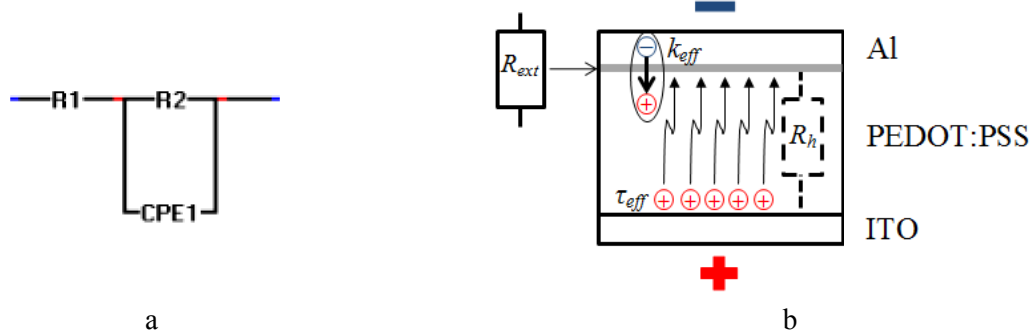 R1
R2
CPE1
a
R_ext
k_eff
R_h
τ_eff
Al
PEDOT:PSS
ITO
b